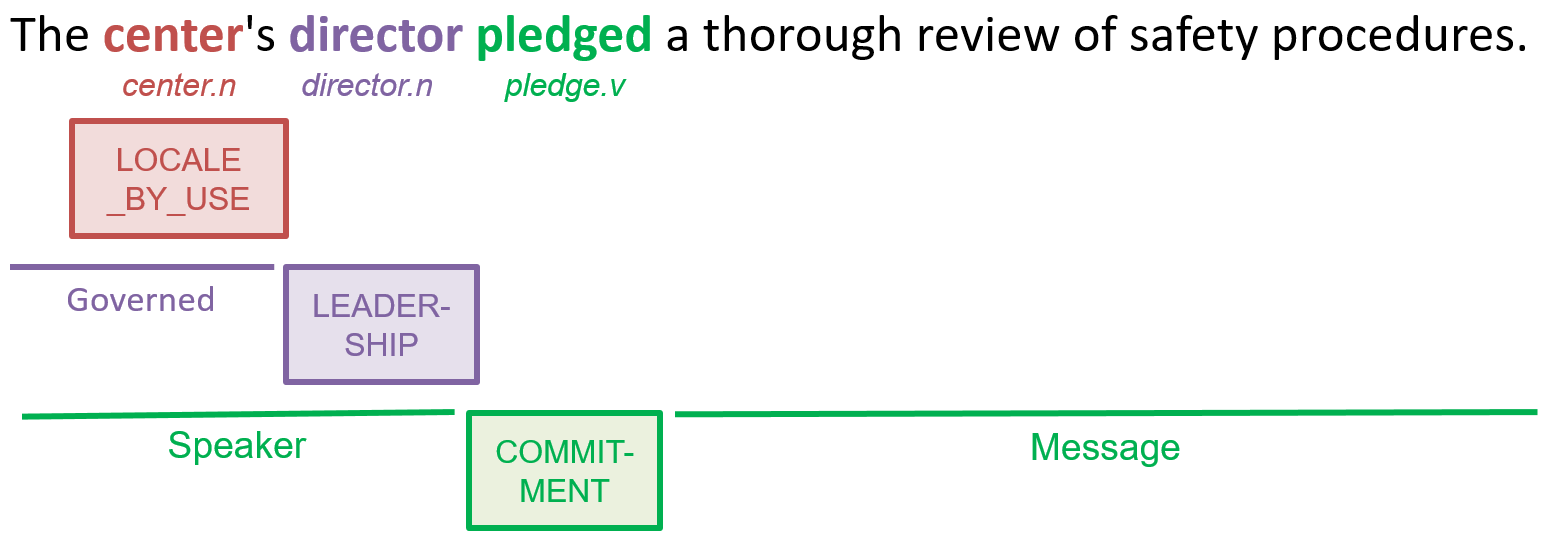 The center's director pledged a thorough review of safety procedures.
center.n director.n pledge.v
LOCALE
_BY_USE
Governed
LEADER-
SHIP
Speaker
COMMIT-
MENT
Message